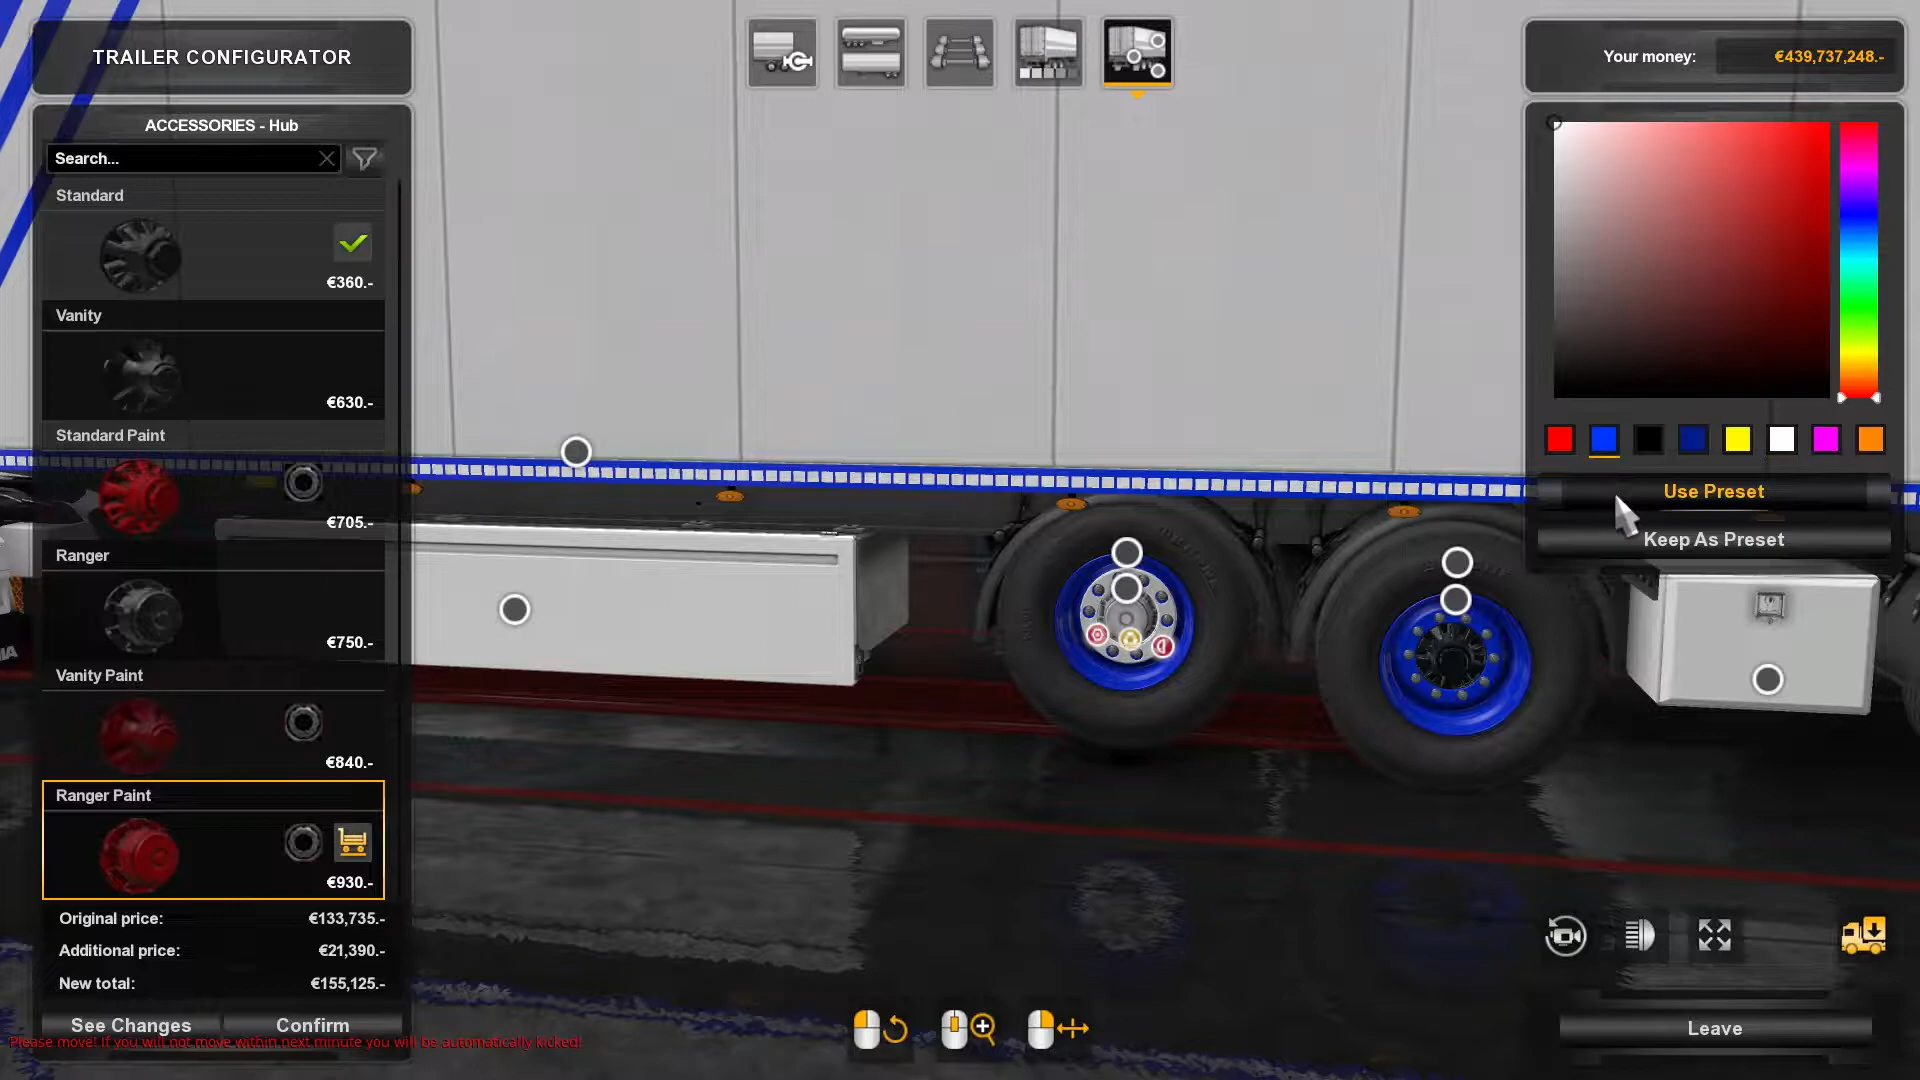 TRAILER CONFIGURATOR
Your money: €439,737,248.-
ACCESSORIES - Hub
Search...
Standard
€360.-
Vanity
€630.-
Standard Paint
€705.-
Ranger
€750.-
Vanity Paint
€840.-
Ranger Paint
€930.-
Original price: €133,735.-
Additional price: €21,390.-
New total: €155,125.-
See Changes
Confirm
Please move! If you will not move within next minute you will be automatically kicked!
Use Preset
Keep As Preset
Leave